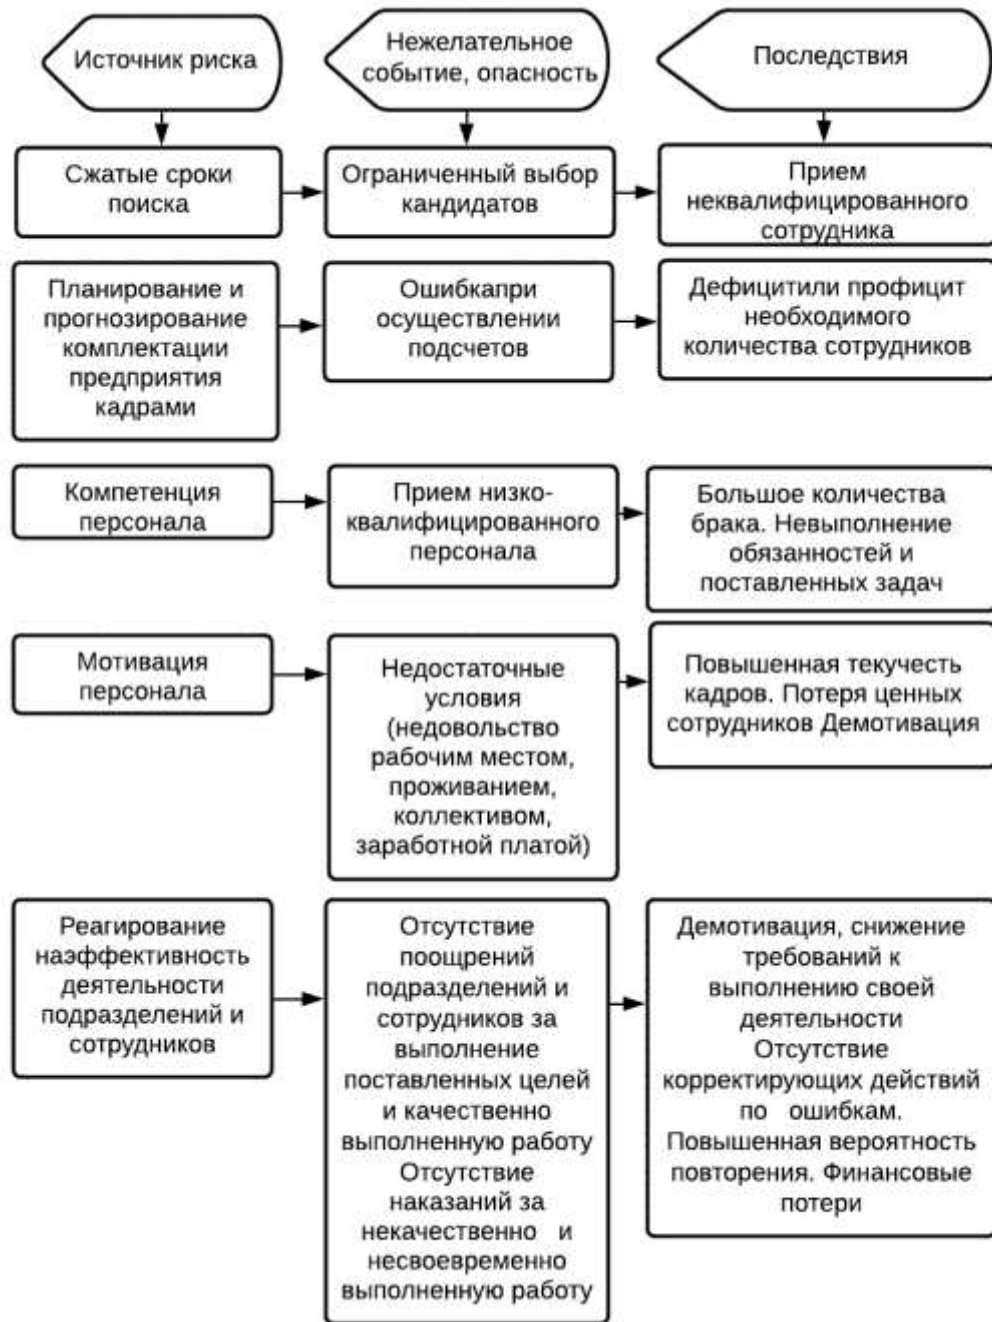 Источник риска
Нежелательное
событие, опасность
Последствия
Сжатые сроки
поиска
Ограниченный выбор
кандидатов
Прием
неквалифицированного
сотрудника
Планирование и
прогнозирование
комплектации
предприятия
кадрами
Ошибкапри
осуществлении
подсчетов
Дефицитили профицит
необходимого
количества сотрудников
Компетенция
персонала
Прием низко-
квалифицированного
персонала
Большое количества
брака. Невыполнение
обязанностей и
поставленных задач
Мотивация
персонала
Недостаточные
условия
(недовольство
рабочим местом,
проживанием,
коллективом,
заработной платой)
Повышенная текучесть
кадров. Потеря ценных
сотрудников Демотивация
Реагирование
наэффективность
деятельности
подразделений и
сотрудников
Отсутствие
поощрений
подразделений и
сотрудников за
выполнение
поставленных целей
и качественно
выполненную работу
Отсутствие
наказаний за
некачественно и
несвоевременно
выполненную работу
Демотивация, снижение
требований к
выполнению своей
деятельности
Отсутствие
корректирующих действий
по ошибкам.
Повышенная вероятность
повторения. Финансовые
потери